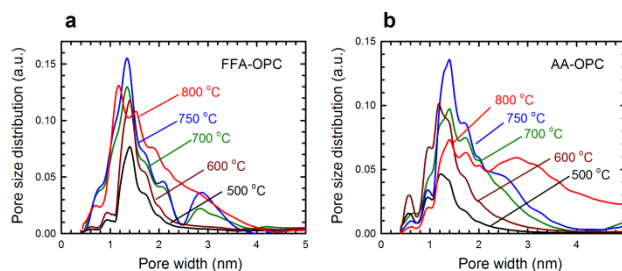 a
FFA-OPC
Pore size distribution (a.u.)
0.15
0.10
0.05
0.00
800 °C
750 °C
700 °C
600 °C
500 °C
0 1 2 3 4 5
Pore width (nm)
b
AA-OPC
Pore size distribution (a.u.)
0.15
0.10
0.05
0.00
800 °C
750 °C
700 °C
600 °C
500 °C
0 1 2 3 4
Pore width (nm)